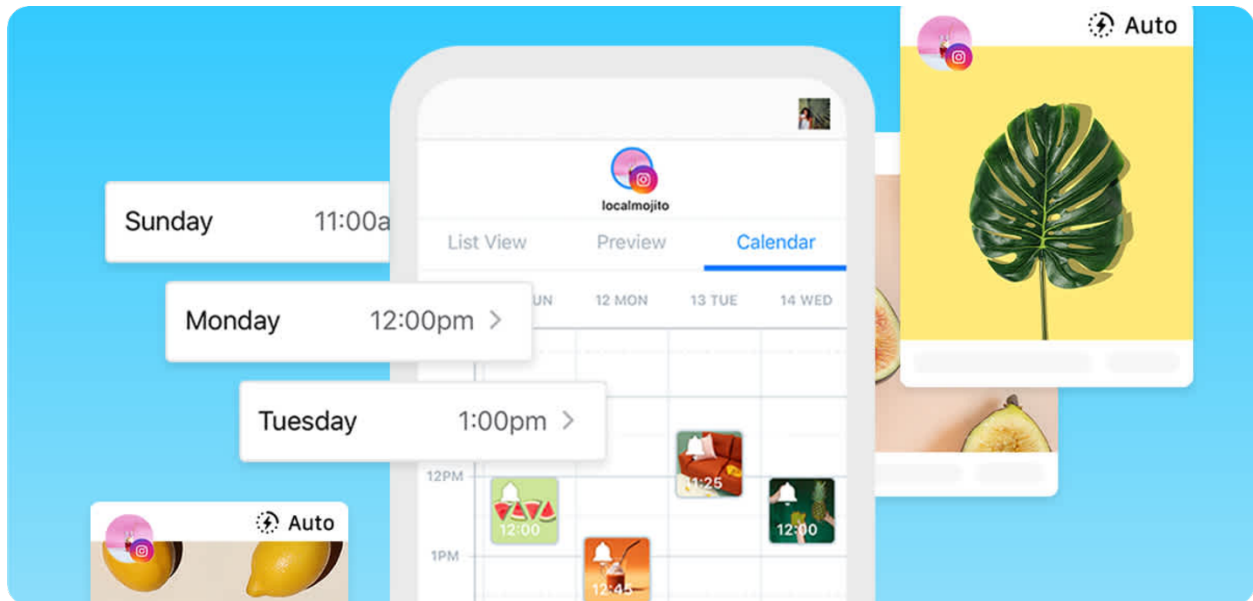 Auto
localmojito
Sunday 11:00a
List View Preview Calendar
UN 12 MON 13 TUE 14 WED
Monday 12:00pm
Tuesday 1:00pm
12PM
11:25
12:00
12:00
1PM
12:45
Auto